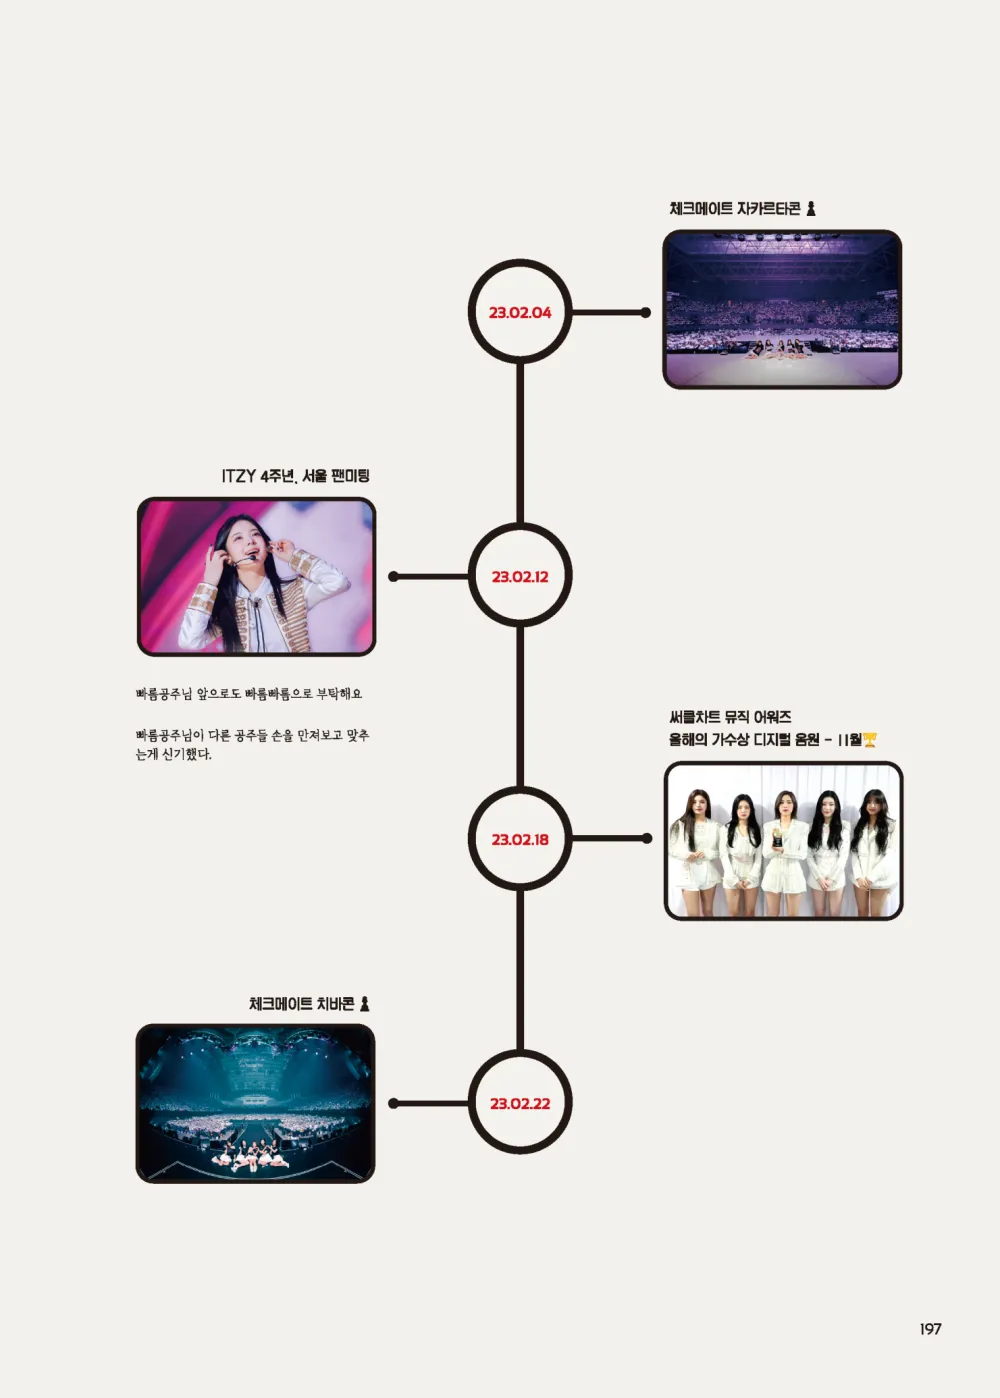 체크메이트 자카르타콘
23.02.04
ITZY 4주년, 서울 팬미팅
23.02.12
빠름공주님 앞으로도 빠름빠름으로 부탁해요
빠름공주님이 다른 공주들 손을 만져보고 맞추
는게 신기했다.
써클차트 뮤직 어워즈
올해의 가수상 디지털 음원 - 11월🏆
23.02.18
체크메이트 치바콘
23.02.22
197